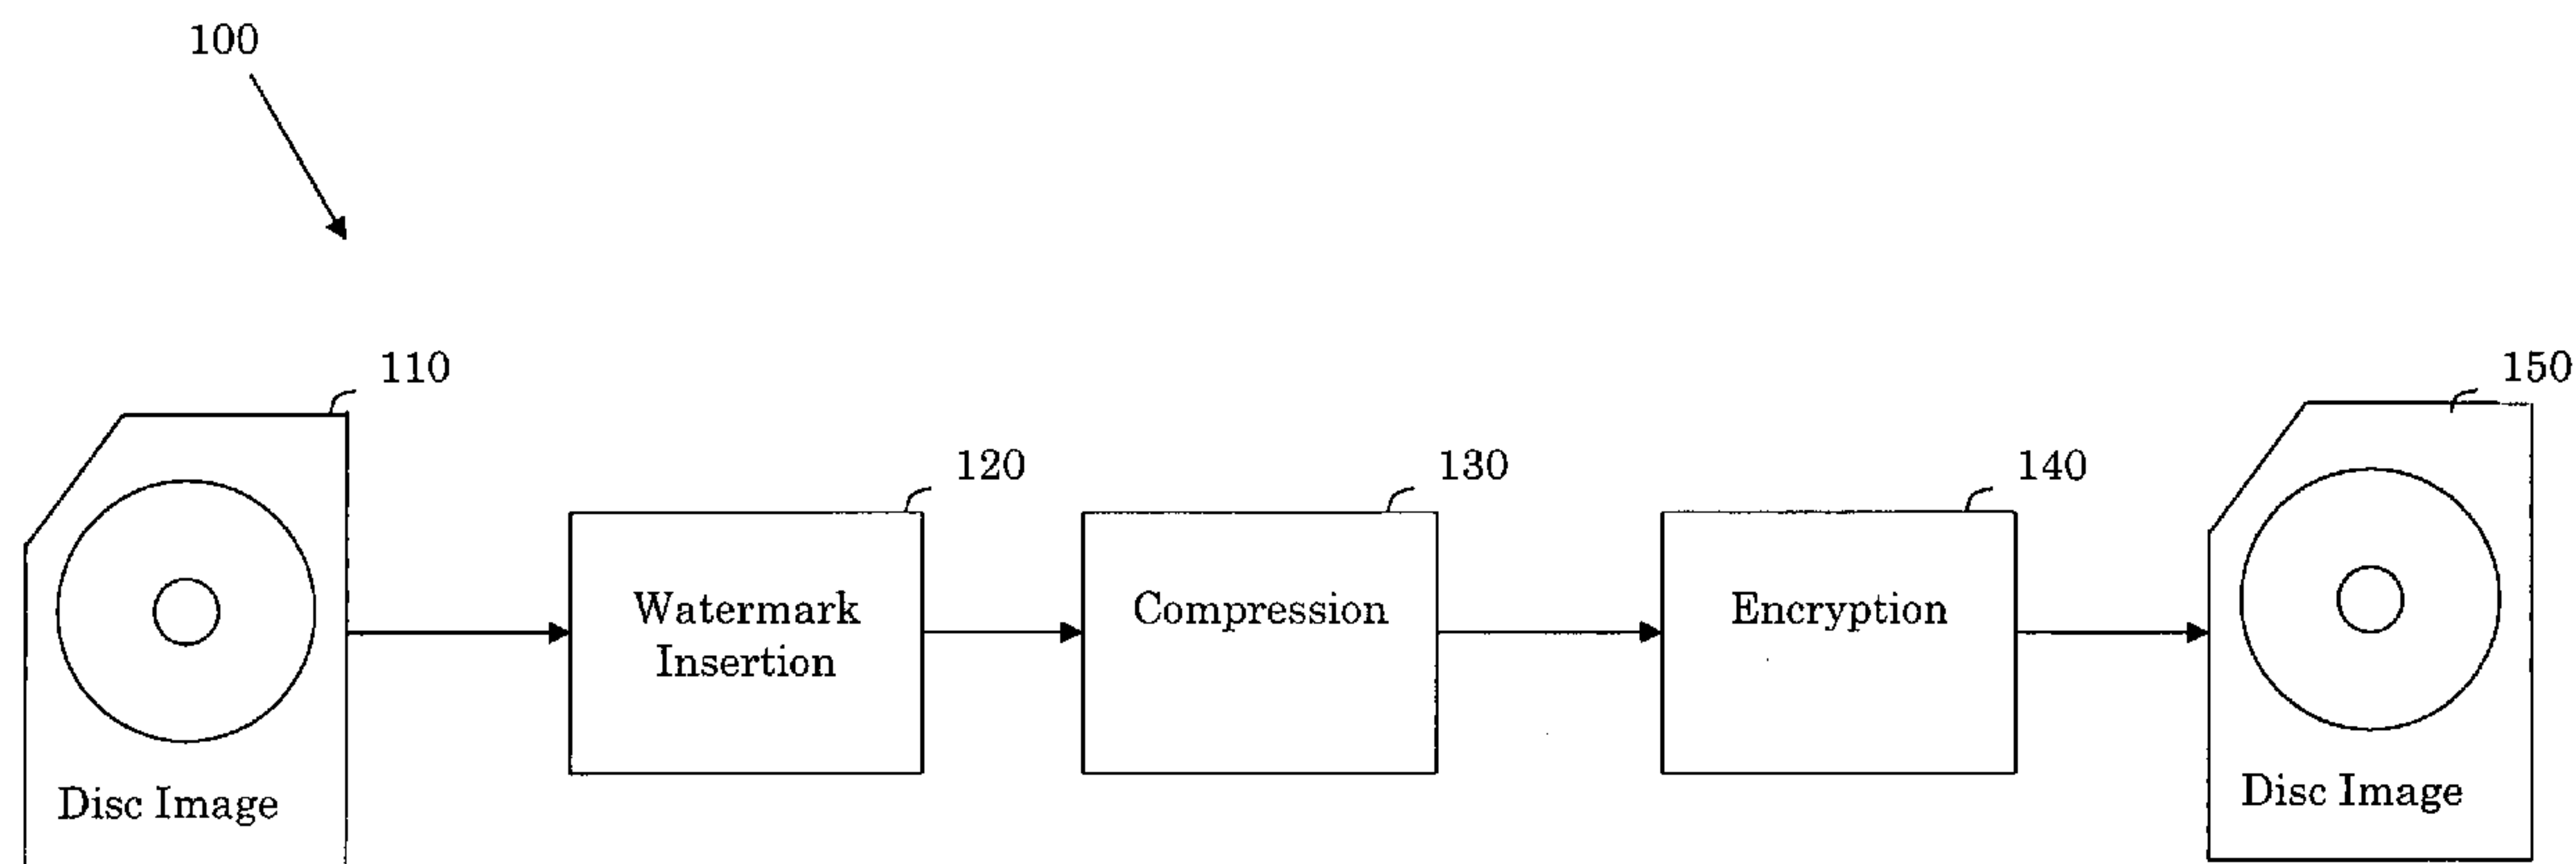 100
110
150
120
130
140
Watermark
Insertion
Compression
Encryption
Disc Image
Disc Image